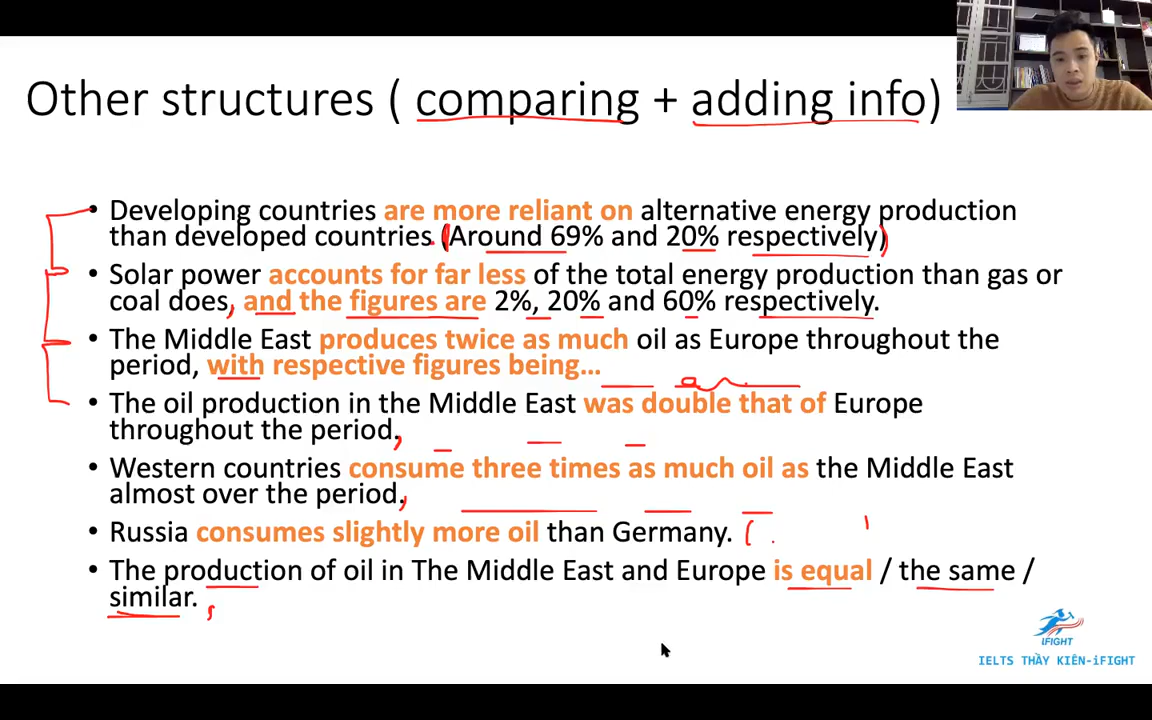 Other structures ( comparing + adding info)
• Developing countries are more reliant on alternative energy production
than developed countries. (Around 69% and 20% respectively)
• Solar power accounts for far less of the total energy production than gas or
coal does, and the figures are 2%, 20% and 60% respectively.
• The Middle East produces twice as much oil as Europe throughout the
period, with respective figures being...
• The oil production in the Middle East was double that of Europe
throughout the period.,
• Western countries consume three times as much oil as the Middle East
almost over the period.,
• Russia consumes slightly more oil than Germany. (
• The production of oil in The Middle East and Europe is equal / the same /
similar. ,
iFIGHT
IELTS THẦY KIÊN-iFIGHT